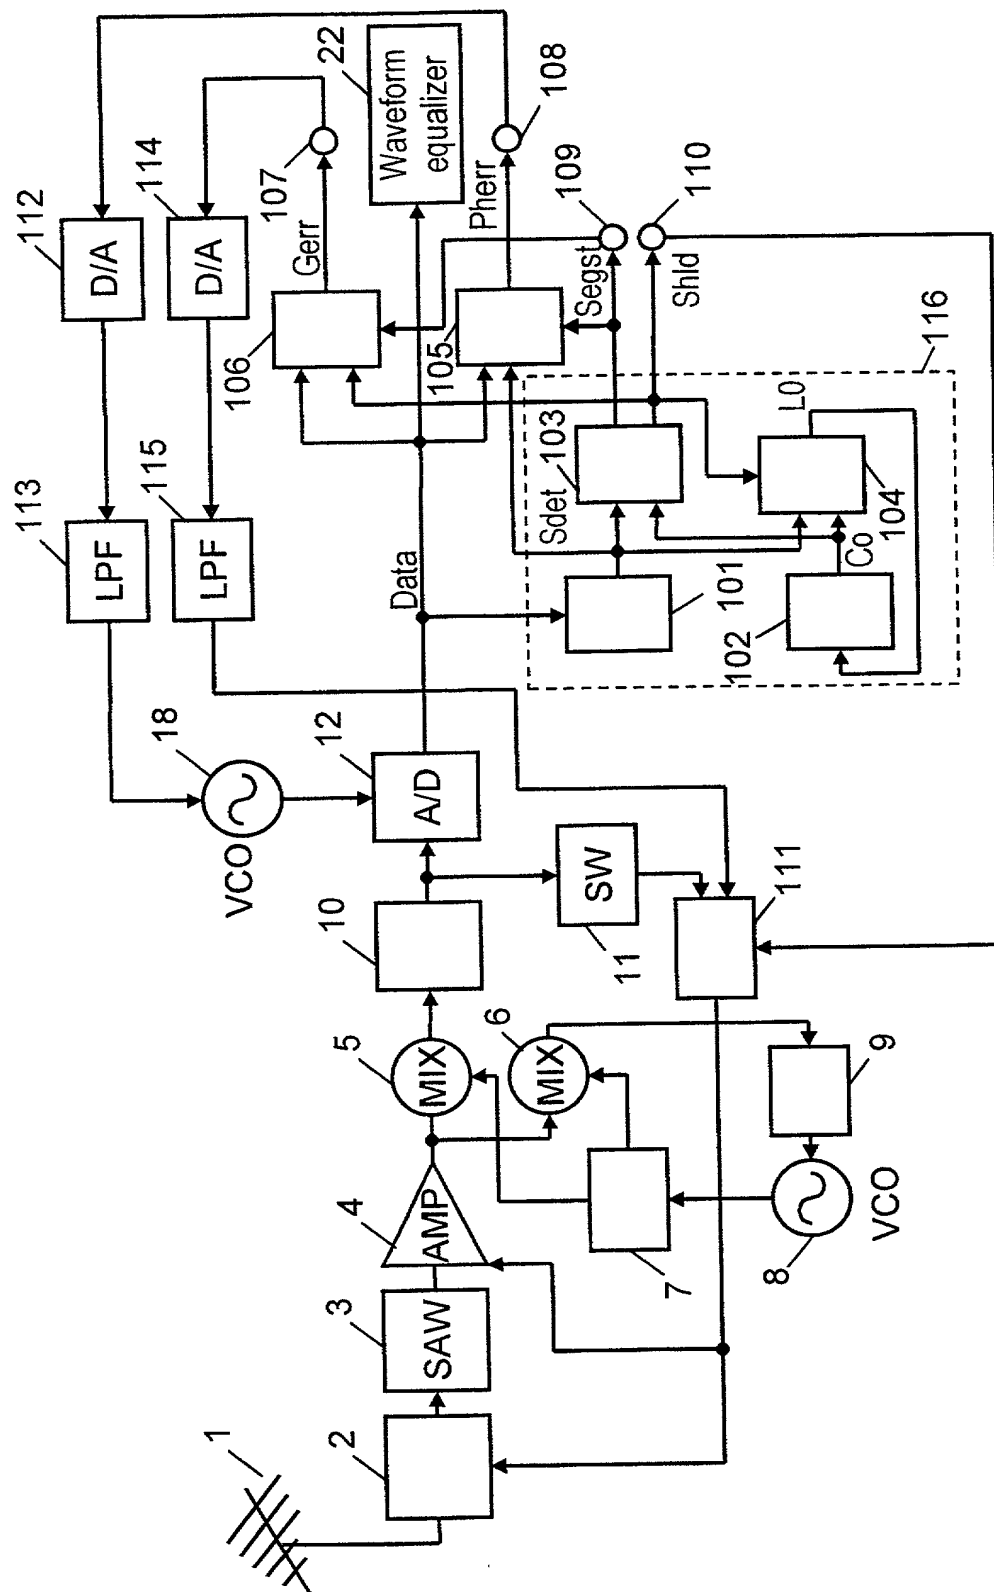 1
2
3
SAW
4
AMP
5
MIX
6
MIX
7
8
VCO
9
10
11
SW
111
12
A/D
18
VCO
113
LPF
115
LPF
112
D/A
114
D/A
Data
106
Gerr
107
22
Waveform
equalizer
105
Pherr
108
Segst
109
Shld
110
116
Sdet
103
101
102
Co
104
L0